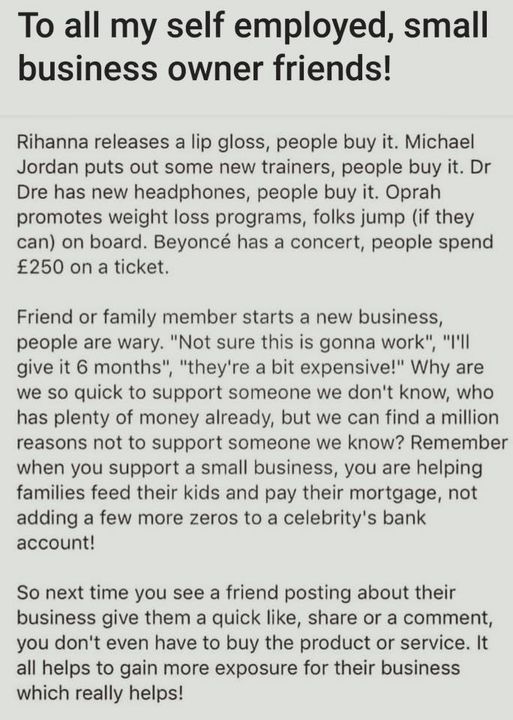 To all my self employed, small
business owner friends!
Rihanna releases a lip gloss, people buy it. Michael
Jordan puts out some new trainers, people buy it. Dr
Dre has new headphones, people buy it. Oprah
promotes weight loss programs, folks jump (if they
can) on board. Beyoncé has a concert, people spend
£250 on a ticket.
Friend or family member starts a new business,
people are wary. "Not sure this is gonna work", "I'll
give it 6 months", "they're a bit expensive!" Why are
we so quick to support someone we don't know, who
has plenty of money already, but we can find a million
reasons not to support someone we know? Remember
when you support a small business, you are helping
families feed their kids and pay their mortgage, not
adding a few more zeros to a celebrity's bank
account!
So next time you see a friend posting about their
business give them a quick like, share or a comment,
you don't even have to buy the product or service. It
all helps to gain more exposure for their business
which really helps!